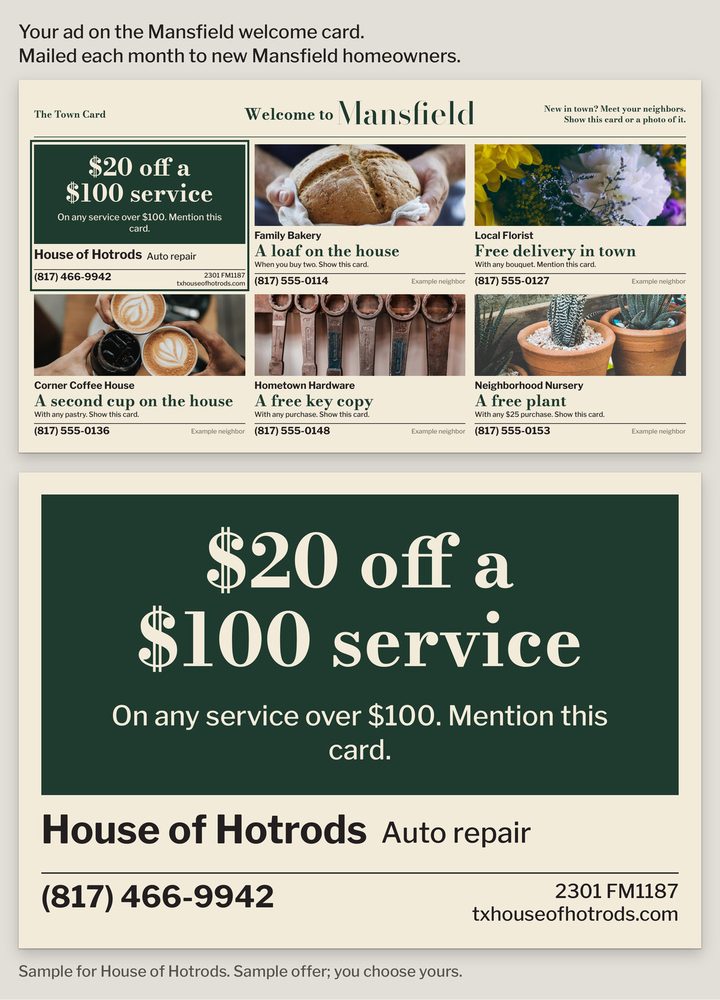 Your ad on the Mansfield welcome card.
Mailed each month to new Mansfield homeowners.
The Town Card
Welcome to Mansfield
New in town? Meet your neighbors.
Show this card or a photo of it.
$20 off a
$100 service
On any service over $100. Mention this
card.
House of Hotrods Auto repair
(817) 466-9942
2301 FM1187
txhouseofhotrods.com
Family Bakery
A loaf on the house
When you buy two. Show this card.
(817) 555-0114
Example neighbor
Local Florist
Free delivery in town
With any bouquet. Mention this card.
(817) 555-0127
Example neighbor
Corner Coffee House
A second cup on the house
With any pastry. Show this card.
(817) 555-0136
Example neighbor
Hometown Hardware
A free key copy
With any purchase. Show this card.
(817) 555-0148
Example neighbor
Neighborhood Nursery
A free plant
With any $25 purchase. Show this card.
(817) 555-0153
Example neighbor
$20 off a
$100 service
On any service over $100. Mention this
card.
House of Hotrods Auto repair
(817) 466-9942
2301 FM1187
txhouseofhotrods.com
Sample for House of Hotrods. Sample offer; you choose yours.